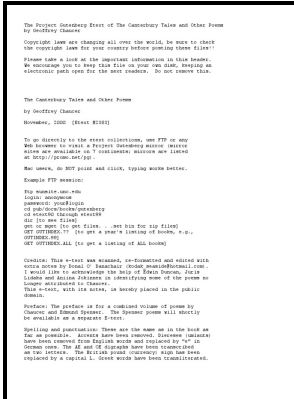 The Project Gutenberg Etext of The Canterbury Tales and Other Poems
by Geoffrey Chaucer
Copyright laws are changing all over the world, be sure to check
the copyright laws for your country before posting these files!!
Please take a look at the important information in this header.
We encourage you to keep this file on your own disk, keeping an
electronic path open for the next readers. Do not remove this.
The Canterbury Tales and Other Poems
by Geoffrey Chaucer
November, 2000 [Etext #2383]
To go directly to the etext collections, use FTP or any
Web browser to visit a Project Gutenberg mirror (mirror
sites are available on 7 continents; mirrors are listed
at http://promo.net/pg).
Mac users, do NOT point and click, typing works better.
Example FTP session:
ftp sunsite.unc.edu
login: anonymous
password: your@login
cd pub/docs/books/gutenberg
cd etext90 through etext99
dir [to see files]
get or mget [to get files. . .set bin for zip files]
GET GUTINDEX.?? [to get a year's listing of books, e.g.,
GUTINDEX.99]
GET GUTINDEX.ALL [to get a listing of ALL books]
Credits: This e-text was scanned, re-formatted and edited with
extra notes by Donal O' Danachair
I would like to acknowledge the help of Edwin Duncan, Juris
Lidaka and Aniina Jokinnen in identifying some of the poems no
longer attributed to Chaucer.
This e-text, with its notes, is hereby placed in the public
domain.
Preface: The preface is for a combined volume of poems by
Chaucer and Edmund Spenser. The Spenser poems will shortly
be available as a separate E-text.
Spelling and punctuation: These are the same as in the book as
far as possible. Accents have been removed. Diereses (umlauts)
have been removed from English words and replaced by "e" in
German ones. The AE and OE digraphs have been transcribed
as two letters. The British pound (currency) sign has been
replaced by a capital L. Greek words have been transliterated.